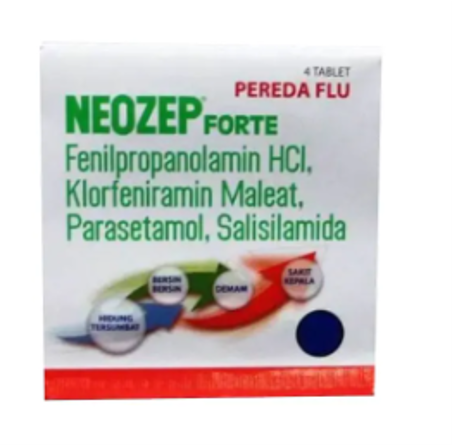 4 TABLET
PEREDA FLU
NEOZEP® FORTE
Fenilpropanolamin HCl,
Klorfeniramin Maleat,
Parasetamol, Salisilamida
HIDUNG
TERSUMBAT
BERSIN
BERSIN
DEMAM
SAKIT
KEPALA